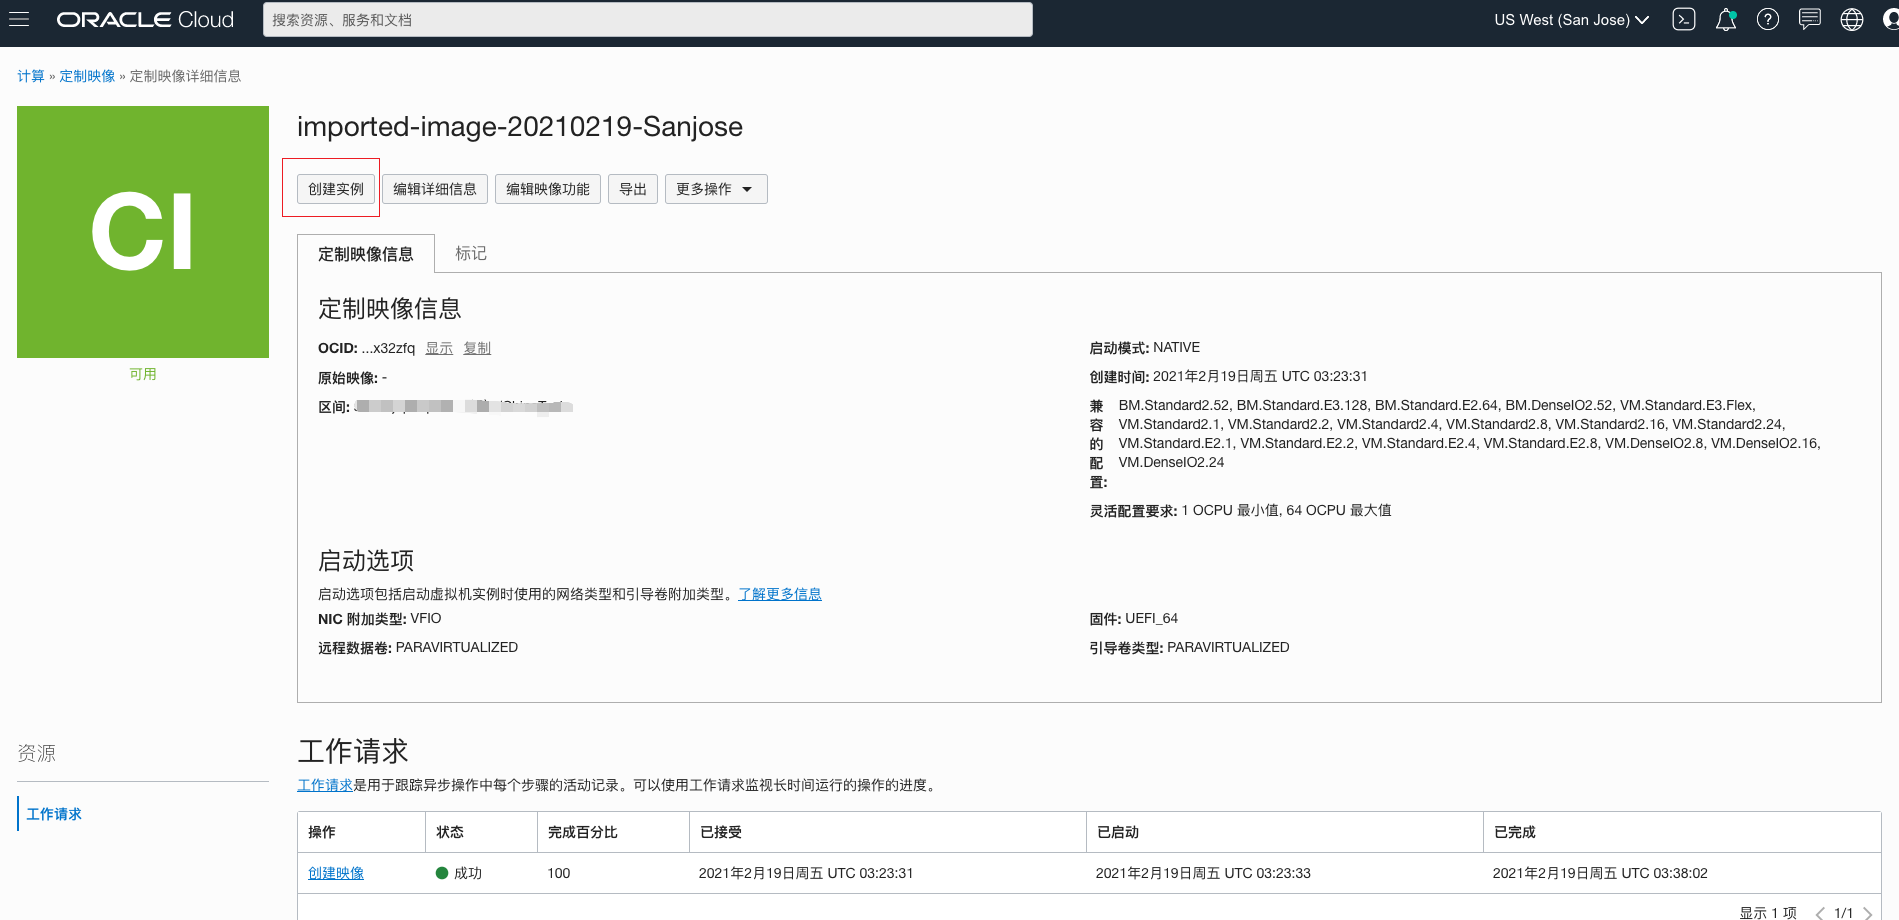 ORACLE Cloud
搜索资源、服务和文档
US West (San Jose)
计算 » 定制映像 » 定制映像详细信息
CI
可用
imported-image-20210219-Sanjose
创建实例 编辑详细信息 编辑映像功能 导出 更多操作
定制映像信息 标记
定制映像信息
OCID: ...x32zfq 显示 复制
原始映像: -
区间:
启动模式: NATIVE
创建时间: 2021年2月19日周五 UTC 03:23:31
兼容的配置: BM.Standard2.52, BM.Standard.E3.128, BM.Standard.E2.64, BM.DenseIO2.52, VM.Standard.E3.Flex,
VM.Standard2.1, VM.Standard2.2, VM.Standard2.4, VM.Standard2.8, VM.Standard2.16, VM.Standard2.24,
VM.Standard.E2.1, VM.Standard.E2.2, VM.Standard.E2.4, VM.Standard.E2.8, VM.DenseIO2.8, VM.DenseIO2.16,
VM.DenseIO2.24
灵活配置要求: 1 OCPU 最小值, 64 OCPU 最大值
启动选项
启动选项包括启动虚拟机实例时使用的网络类型和引导卷附加类型。了解更多信息
NIC 附加类型: VFIO
远程数据卷: PARAVIRTUALIZED
固件: UEFI_64
引导卷类型: PARAVIRTUALIZED
资源
工作请求
工作请求
工作请求是用于跟踪异步操作中每个步骤的活动记录。可以使用工作请求监视长时间运行的操作的进度。
操作 状态 完成百分比 已接受 已启动 已完成
创建映像 成功 100 2021年2月19日周五 UTC 03:23:31 2021年2月19日周五 UTC 03:23:33 2021年2月19日周五 UTC 03:38:02
显示 1 项 1/1